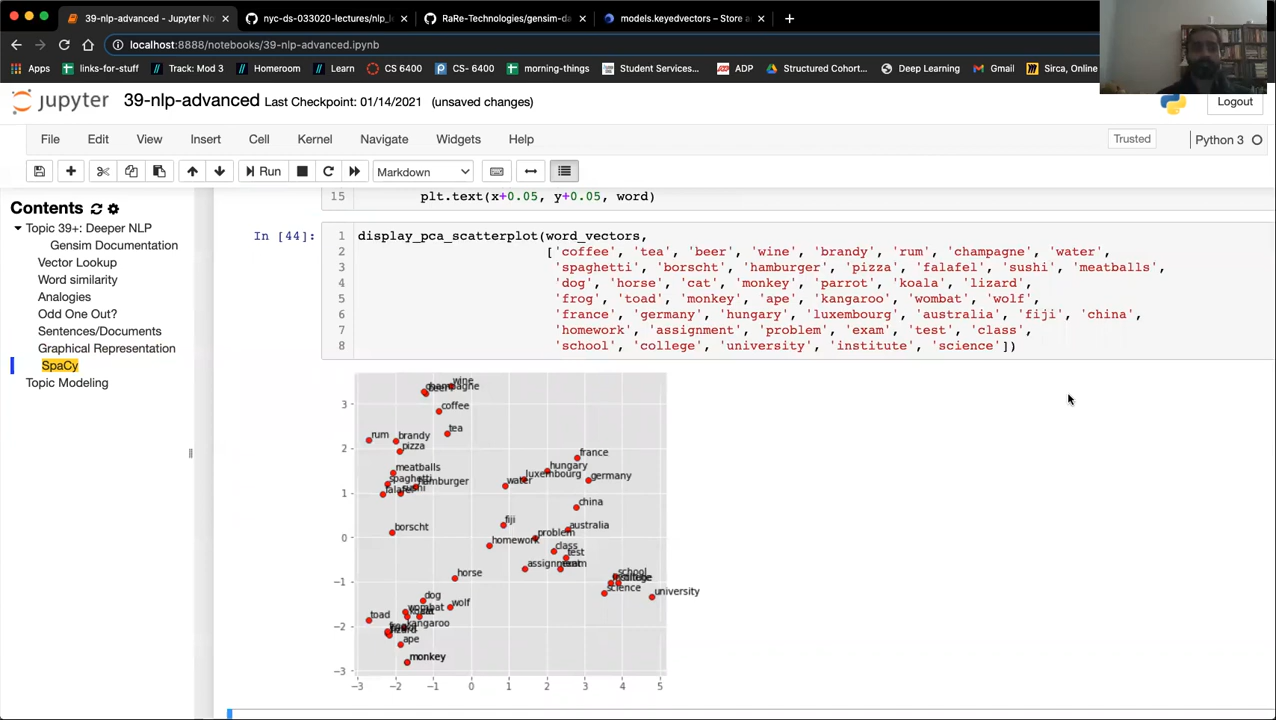 39-nlp-advanced - Jupyter No
nyc-ds-033020-lectures/nlp_l
RaRe-Technologies/gensim-da
models.keyedvectors – Store a
localhost:8888/notebooks/39-nlp-advanced.ipynb
Apps links-for-stuff Track: Mod 3 Homeroom Learn CS 6400 CS- 6400 morning-things Student Services... ADP Structured Cohort... Deep Learning Gmail Sirca, Online
jupyter 39-nlp-advanced Last Checkpoint: 01/14/2021 (unsaved changes) Logout
File Edit View Insert Cell Kernel Navigate Widgets Help Trusted Python 3
Run Markdown
Contents
Topic 39+: Deeper NLP
Gensim Documentation
Vector Lookup
Word similarity
Analogies
Odd One Out?
Sentences/Documents
Graphical Representation
SpaCy
Topic Modeling
15 plt.text(x+0.05, y+0.05, word)
In [44]:
1 display_pca_scatterplot(word_vectors,
2 ['coffee', 'tea', 'beer', 'wine', 'brandy', 'rum', 'champagne', 'water',
3 'spaghetti', 'borscht', 'hamburger', 'pizza', 'falafel', 'sushi', 'meatballs',
4 'dog', 'horse', 'cat', 'monkey', 'parrot', 'koala', 'lizard',
5 'frog', 'toad', 'monkey', 'ape', 'kangaroo', 'wombat', 'wolf',
6 'france', 'germany', 'hungary', 'luxembourg', 'australia', 'fiji', 'china',
7 'homework', 'assignment', 'problem', 'exam', 'test', 'class',
8 'school', 'college', 'university', 'institute', 'science'])
wine
champagne
coffee
tea
rum
brandy
pizza
france
hungary
meatballs
luxembourg
germany
spaghetti
hamburger
water
falafel
sushi
china
fiji
australia
borscht
problem
homework
class
test
assignment
exam
horse
school
science
university
dog
wolf
wombat
toad
kangaroo
lizard
ape
monkey
3
2
1
0
−1
−2
−3
−3 −2 −1 0 1 2 3 4 5